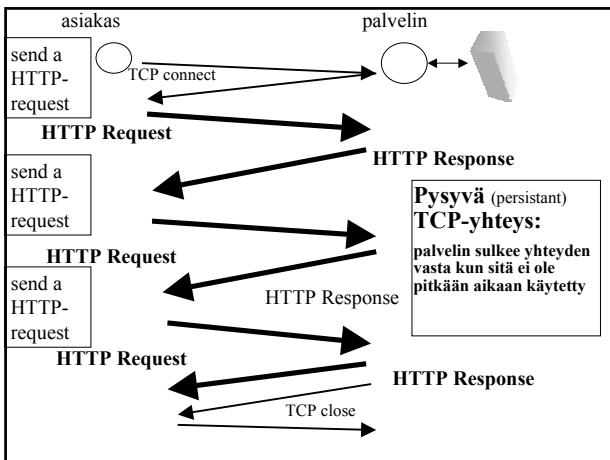 asiakas
palvelin
send a
HTTP-
request
TCP connect
HTTP Request
HTTP Response
send a
HTTP-
request
Pysyvä (persistant)
TCP-yhteys:
palvelin sulkee yhteyden
vasta kun sitä ei ole
pitkään aikaan käytetty
HTTP Request
send a
HTTP-
request
HTTP Response
HTTP Request
HTTP Response
TCP close